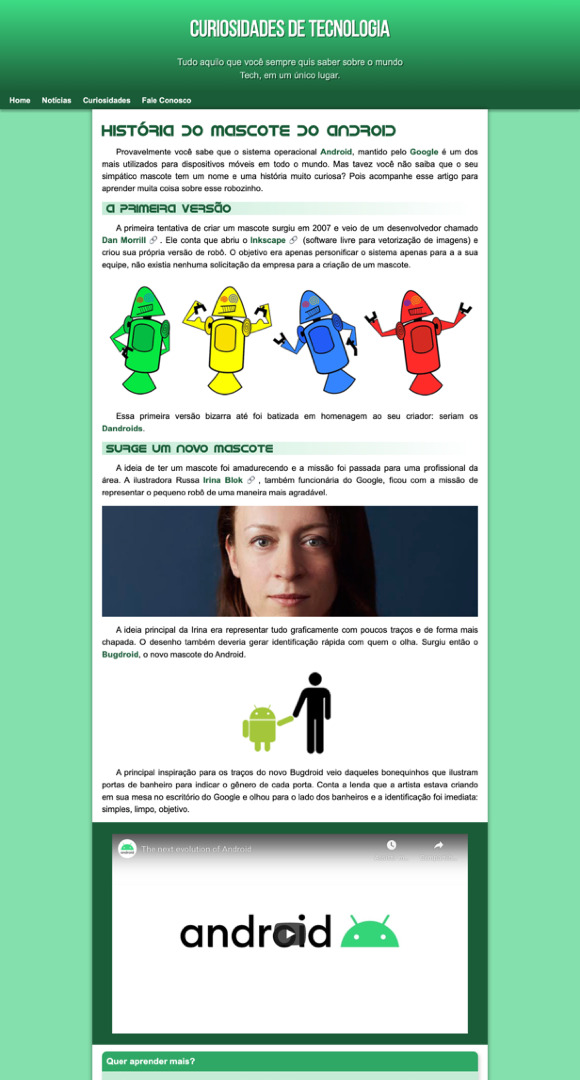 CURIOSIDADES DE TECNOLOGIA
Tudo aquilo que você sempre quis saber sobre o mundo
Tech, em um único lugar.
Home Notícias Curiosidades Fale Conosco
HISTÓRIA DO MASCOTE DO ANDROID
Provavelmente você sabe que o sistema operacional Android, mantido pelo Google é um dos
mais utilizados para dispositivos móveis em todo o mundo. Mas tavez você não saiba que o seu
simpático mascote tem um nome e uma história muito curiosa? Pois acompanhe esse artigo para
aprender muita coisa sobre esse robozinho.
A PRIMEIRA VERSÃO
A primeira tentativa de criar um mascote surgiu em 2007 e veio de um desenvolvedor chamado
Dan Morrill . Ele conta que abriu o Inkscape (software livre para vetorização de imagens) e
criou sua própria versão de robô. O objetivo era apenas personificar o sistema apenas para a a sua
equipe, não existia nenhuma solicitação da empresa para a criação de um mascote.
Essa primeira versão bizarra até foi batizada em homenagem ao seu criador: seriam os
Dandroids.
SURGE UM NOVO MASCOTE
A ideia de ter um mascote foi amadurecendo e a missão foi passada para uma profissional da
área. A ilustradora Russa Irina Blok , também funcionária do Google, ficou com a missão de
representar o pequeno robô de uma maneira mais agradável.
A ideia principal da Irina era representar tudo graficamente com poucos traços e de forma mais
chapada. O desenho também deveria gerar identificação rápida com quem o olha. Surgiu então o
Bugdroid, o novo mascote do Android.
A principal inspiração para os traços do novo Bugdroid veio daqueles bonequinhos que ilustram
portas de banheiro para indicar o gênero de cada porta. Conta a lenda que a artista estava criando
em sua mesa no escritório do Google e olhou para o lado dos banheiros e a identificação foi imediata:
simples, limpo, objetivo.
android
The next evolution of Android
android
Quer aprender mais?